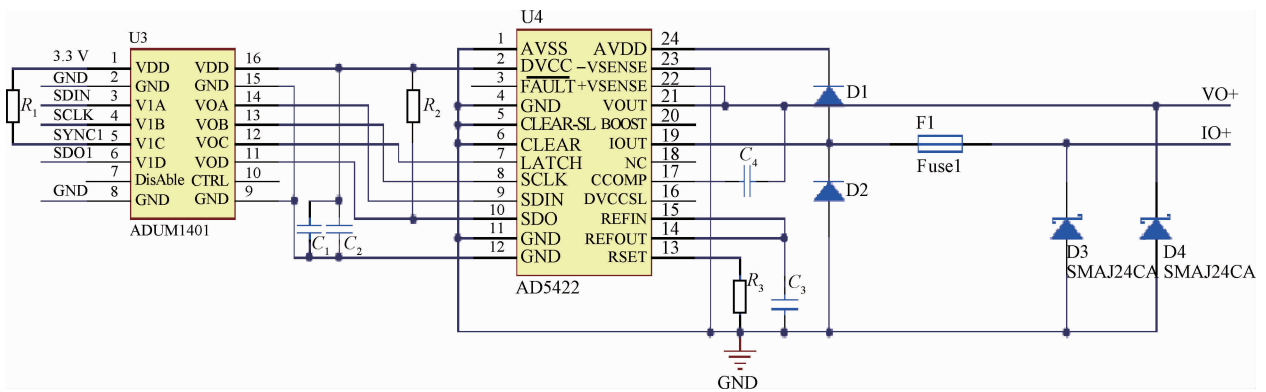 U3
3.3 V
1 VDD VDD 16
GND 2 GND GND 15
SDIN 3 V1A VOA 14
SCLK 4 V1B VOB 13
SYNC1 5 V1C VOC 12
SDO1 6 V1D VOD 11
7 DisAble CTRL 10
GND 8 GND GND 9
ADUM1401
R1
R2
C1
C2
U4
1 AVSS AVDD 24
2 DVCC -VSENSE 23
3 FAULT +VSENSE 22
4 GND VOUT 21
5 CLEAR-SL BOOST 20
6 CLEAR IOUT 19
7 LATCH NC 18
8 SCLK CCOMP 17
9 SDIN DVCCSL 16
10 SDO REFIN 15
11 GND REFOUT 14
12 GND RSET 13
AD5422
C4
R3
C3
GND
D1
D2
F1
Fuse1
VO+
IO+
D3
SMAJ24CA
D4
SMAJ24CA